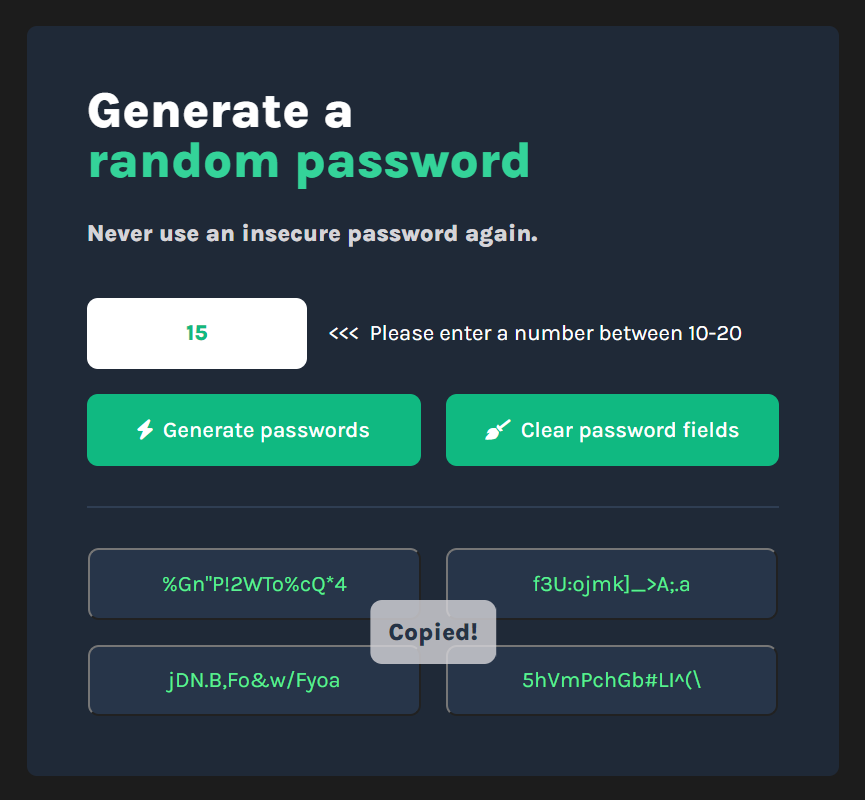 Generate a
random password
Never use an insecure password again.
15
<<< Please enter a number between 10-20
Generate passwords
Clear password fields
%Gn"P!2WTo%cQ*4
f3U:ojmk]_>A;.a
Copied!
jDN.B,Fo&w/Fyoa
5hVmPchGb#LI^(\